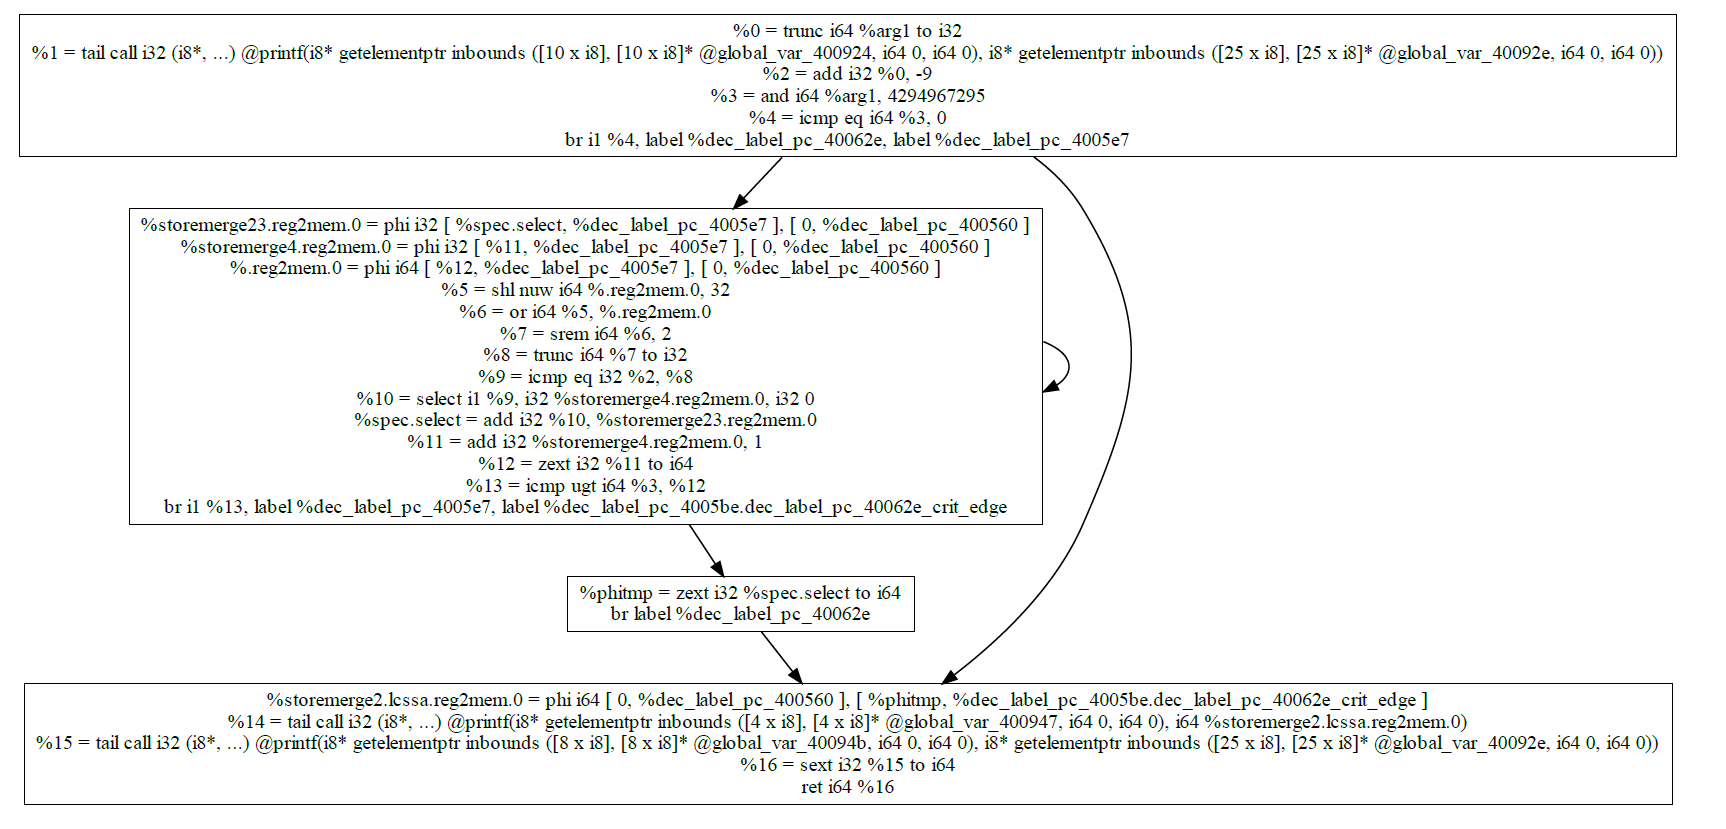 %0 = trunc i64 %arg1 to i32
%1 = tail call i32 (i8*, ...) @printf(i8* getelementptr inbounds ([10 x i8], [10 x i8]* @global_var_400924, i64 0, i64 0), i8* getelementptr inbounds ([25 x i8], [25 x i8]* @global_var_40092e, i64 0, i64 0))
%2 = add i32 %0, -9
%3 = and i64 %arg1, 4294967295
%4 = icmp eq i64 %3, 0
br i1 %4, label %dec_label_pc_40062e, label %dec_label_pc_4005e7
%storemerge23.reg2mem.0 = phi i32 [ %spec.select, %dec_label_pc_4005e7 ], [ 0, %dec_label_pc_400560 ]
%storemerge4.reg2mem.0 = phi i32 [ %11, %dec_label_pc_4005e7 ], [ 0, %dec_label_pc_400560 ]
%.reg2mem.0 = phi i64 [ %12, %dec_label_pc_4005e7 ], [ 0, %dec_label_pc_400560 ]
%5 = shl nuw i64 %.reg2mem.0, 32
%6 = or i64 %5, %.reg2mem.0
%7 = srem i64 %6, 2
%8 = trunc i64 %7 to i32
%9 = icmp eq i32 %2, %8
%10 = select i1 %9, i32 %storemerge4.reg2mem.0, i32 0
%spec.select = add i32 %10, %storemerge23.reg2mem.0
%11 = add i32 %storemerge4.reg2mem.0, 1
%12 = zext i32 %11 to i64
%13 = icmp ugt i64 %3, %12
br i1 %13, label %dec_label_pc_4005e7, label %dec_label_pc_4005be.dec_label_pc_40062e_crit_edge
%phitmp = zext i32 %spec.select to i64
br label %dec_label_pc_40062e
%storemerge2.lcssa.reg2mem.0 = phi i64 [ 0, %dec_label_pc_400560 ], [ %phitmp, %dec_label_pc_4005be.dec_label_pc_40062e_crit_edge ]
%14 = tail call i32 (i8*, ...) @printf(i8* getelementptr inbounds ([4 x i8], [4 x i8]* @global_var_400947, i64 0, i64 0), i64 %storemerge2.lcssa.reg2mem.0)
%15 = tail call i32 (i8*, ...) @printf(i8* getelementptr inbounds ([8 x i8], [8 x i8]* @global_var_40094b, i64 0, i64 0), i8* getelementptr inbounds ([25 x i8], [25 x i8]* @global_var_40092e, i64 0, i64 0))
%16 = sext i32 %15 to i64
ret i64 %16